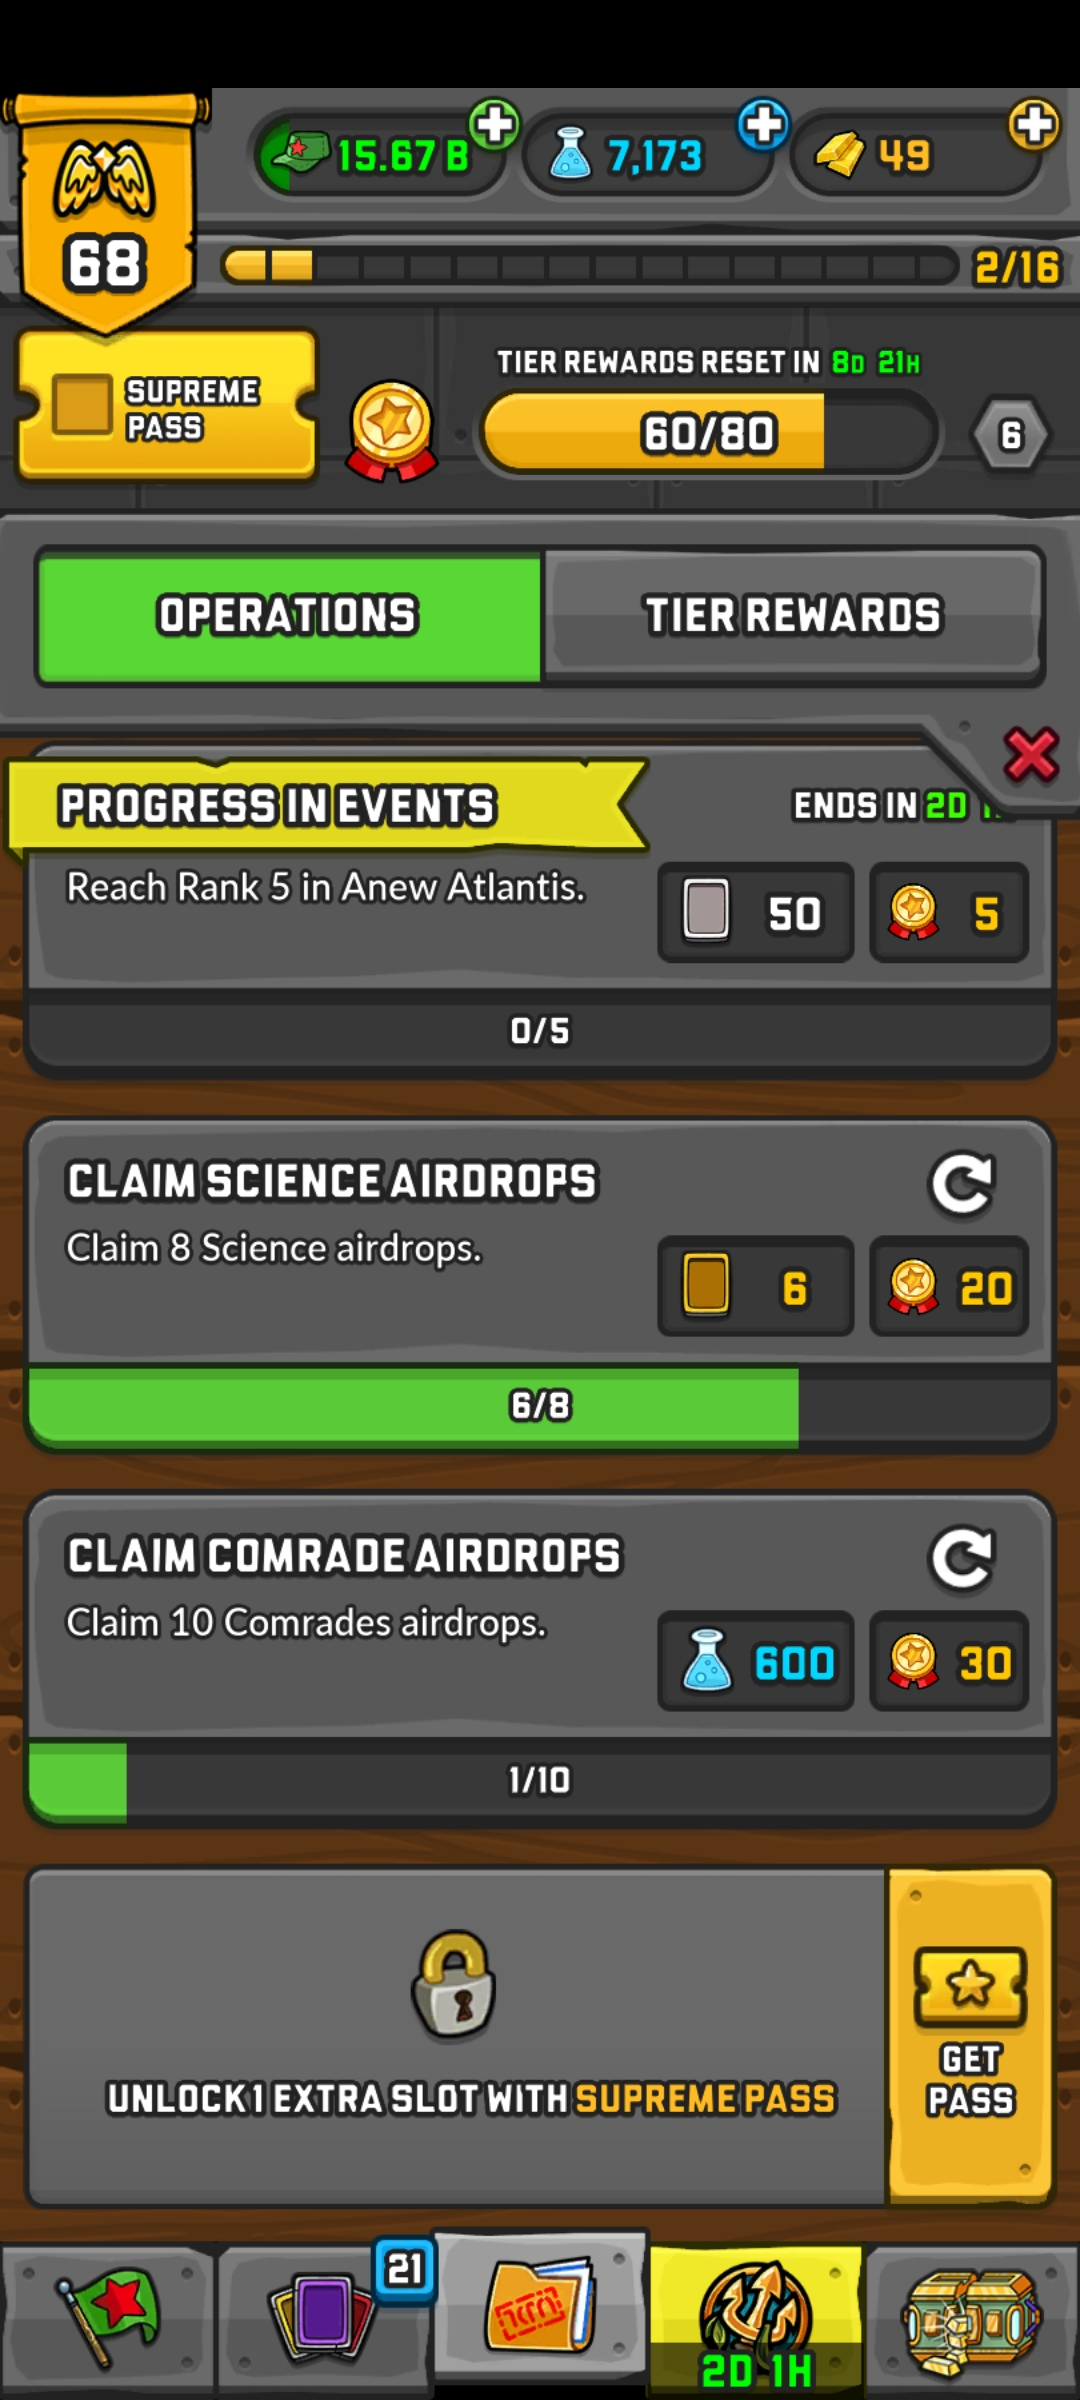 15.67 B
7,173
49
68
2/16
SUPREME
PASS
TIER REWARDS RESET IN 8D 21H
60/80
6
OPERATIONS
TIER REWARDS
PROGRESS IN EVENTS
ENDS IN 2D
Reach Rank 5 in Anew Atlantis.
50
5
0/5
CLAIM SCIENCE AIRDROPS
Claim 8 Science airdrops.
6
20
6/8
CLAIM COMRADE AIRDROPS
Claim 10 Comrades airdrops.
600
30
1/10
UNLOCK 1 EXTRA SLOT WITH SUPREME PASS
GET
PASS
21
2D 1H